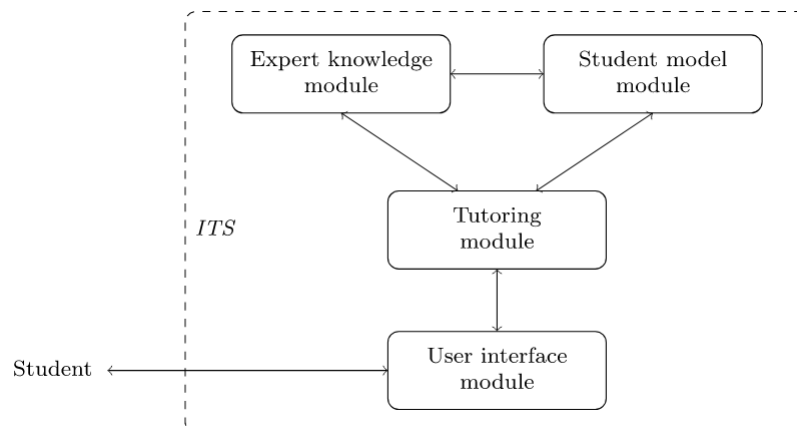 Expert knowledge
module
Student model
module
Tutoring
module
ITS
User interface
module
Student